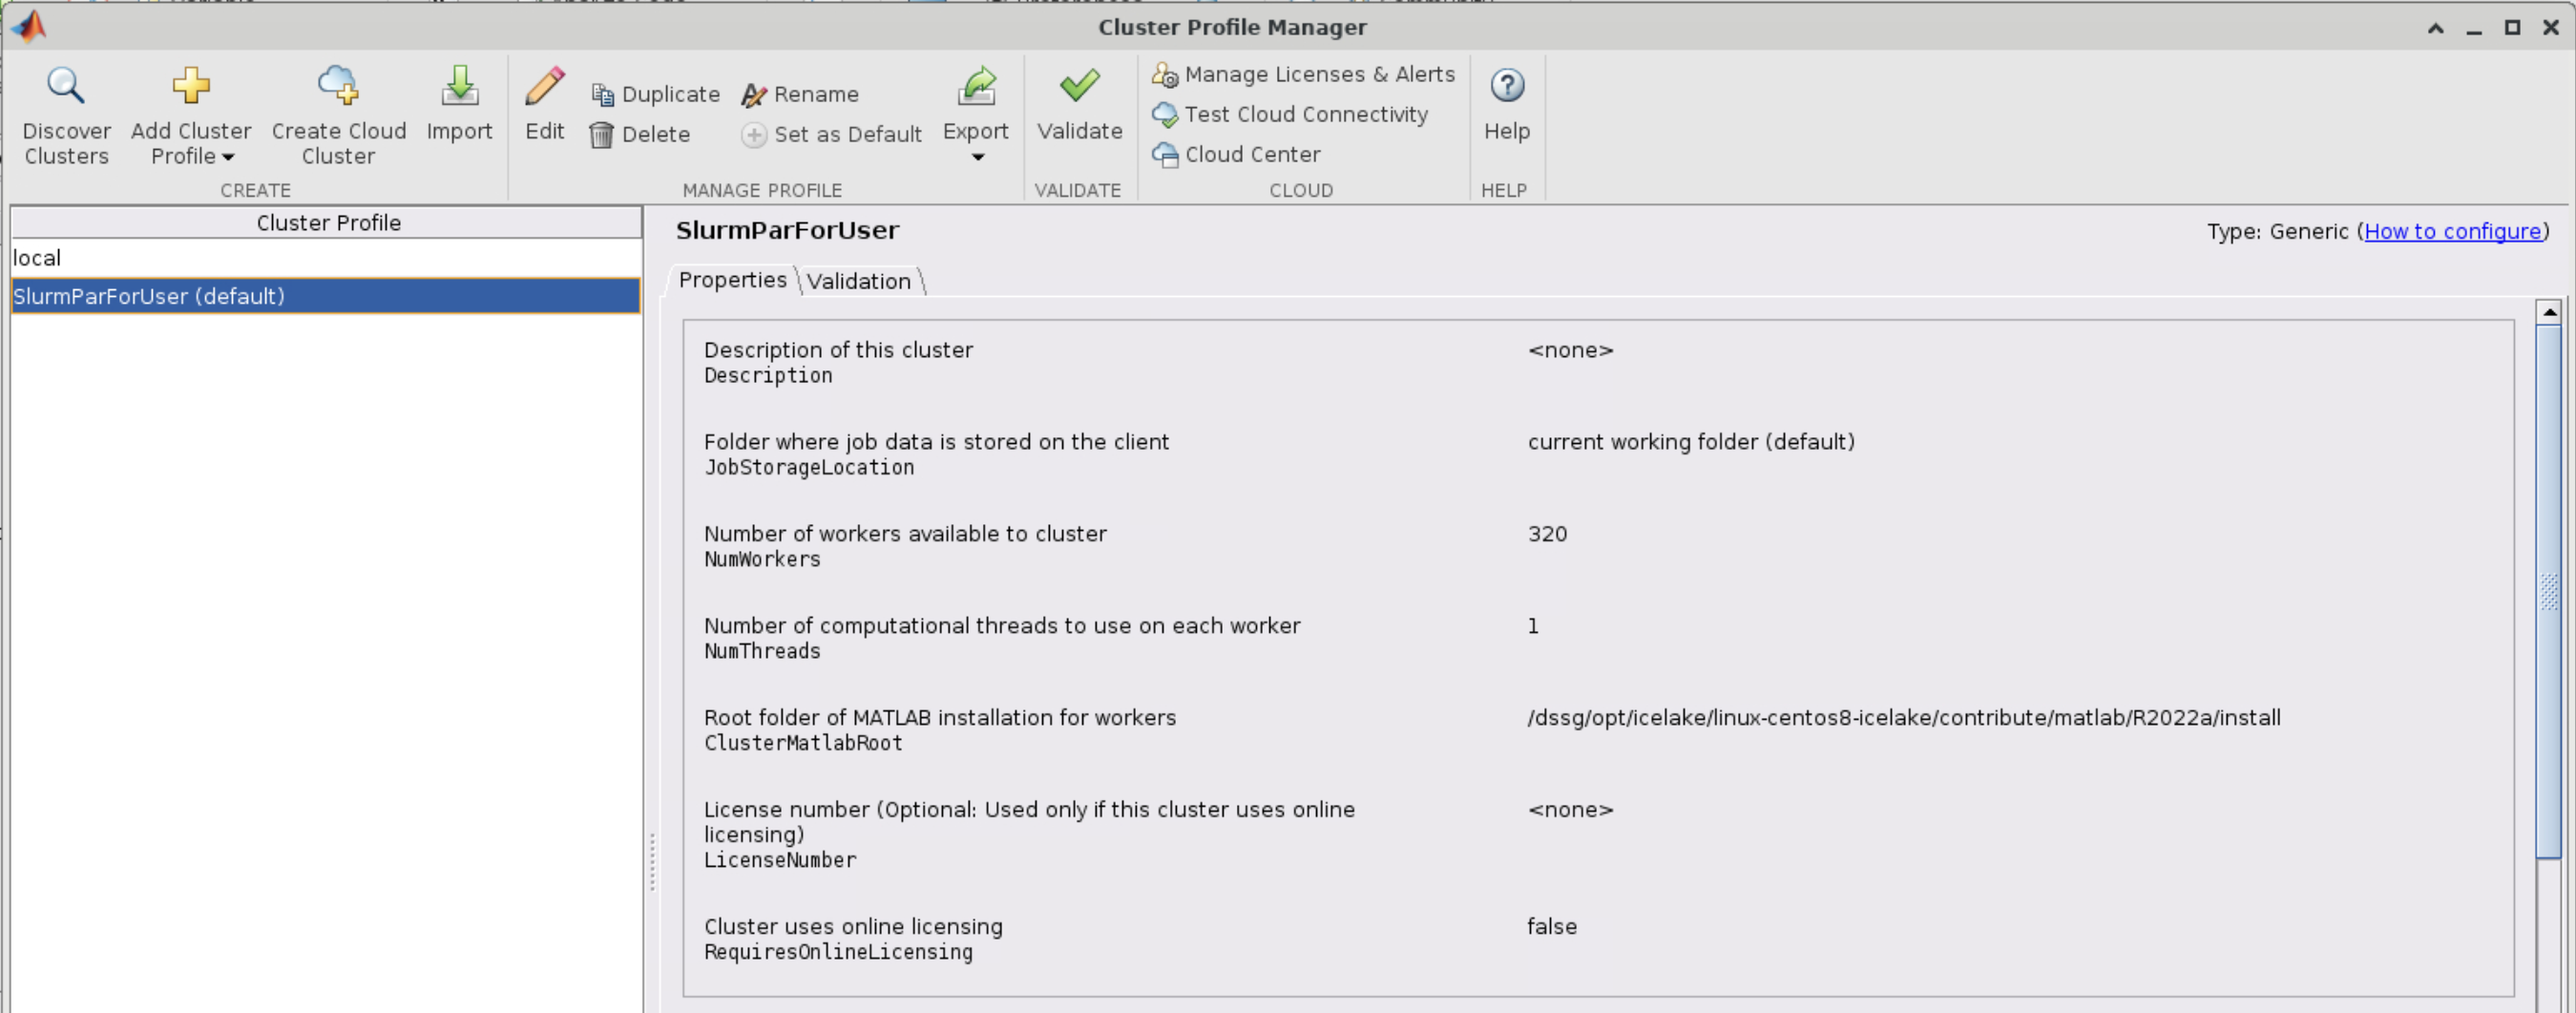 Cluster Profile Manager
Discover Clusters
Add Cluster Profile
Create Cloud Cluster
Import
CREATE
Edit
Duplicate
Delete
Rename
Set as Default
Export
MANAGE PROFILE
Validate
VALIDATE
Manage Licenses & Alerts
Test Cloud Connectivity
Cloud Center
CLOUD
Help
HELP
Cluster Profile
local
SlurmParForUser (default)
SlurmParForUser
Type: Generic (How to configure)
Properties
Validation
Description of this cluster
Description
<none>
Folder where job data is stored on the client
JobStorageLocation
current working folder (default)
Number of workers available to cluster
NumWorkers
320
Number of computational threads to use on each worker
NumThreads
1
Root folder of MATLAB installation for workers
ClusterMatlabRoot
/dssg/opt/icelake/linux-centos8-icelake/contribute/matlab/R2022a/install
License number (Optional: Used only if this cluster uses online
licensing)
LicenseNumber
<none>
Cluster uses online licensing
RequiresOnlineLicensing
false